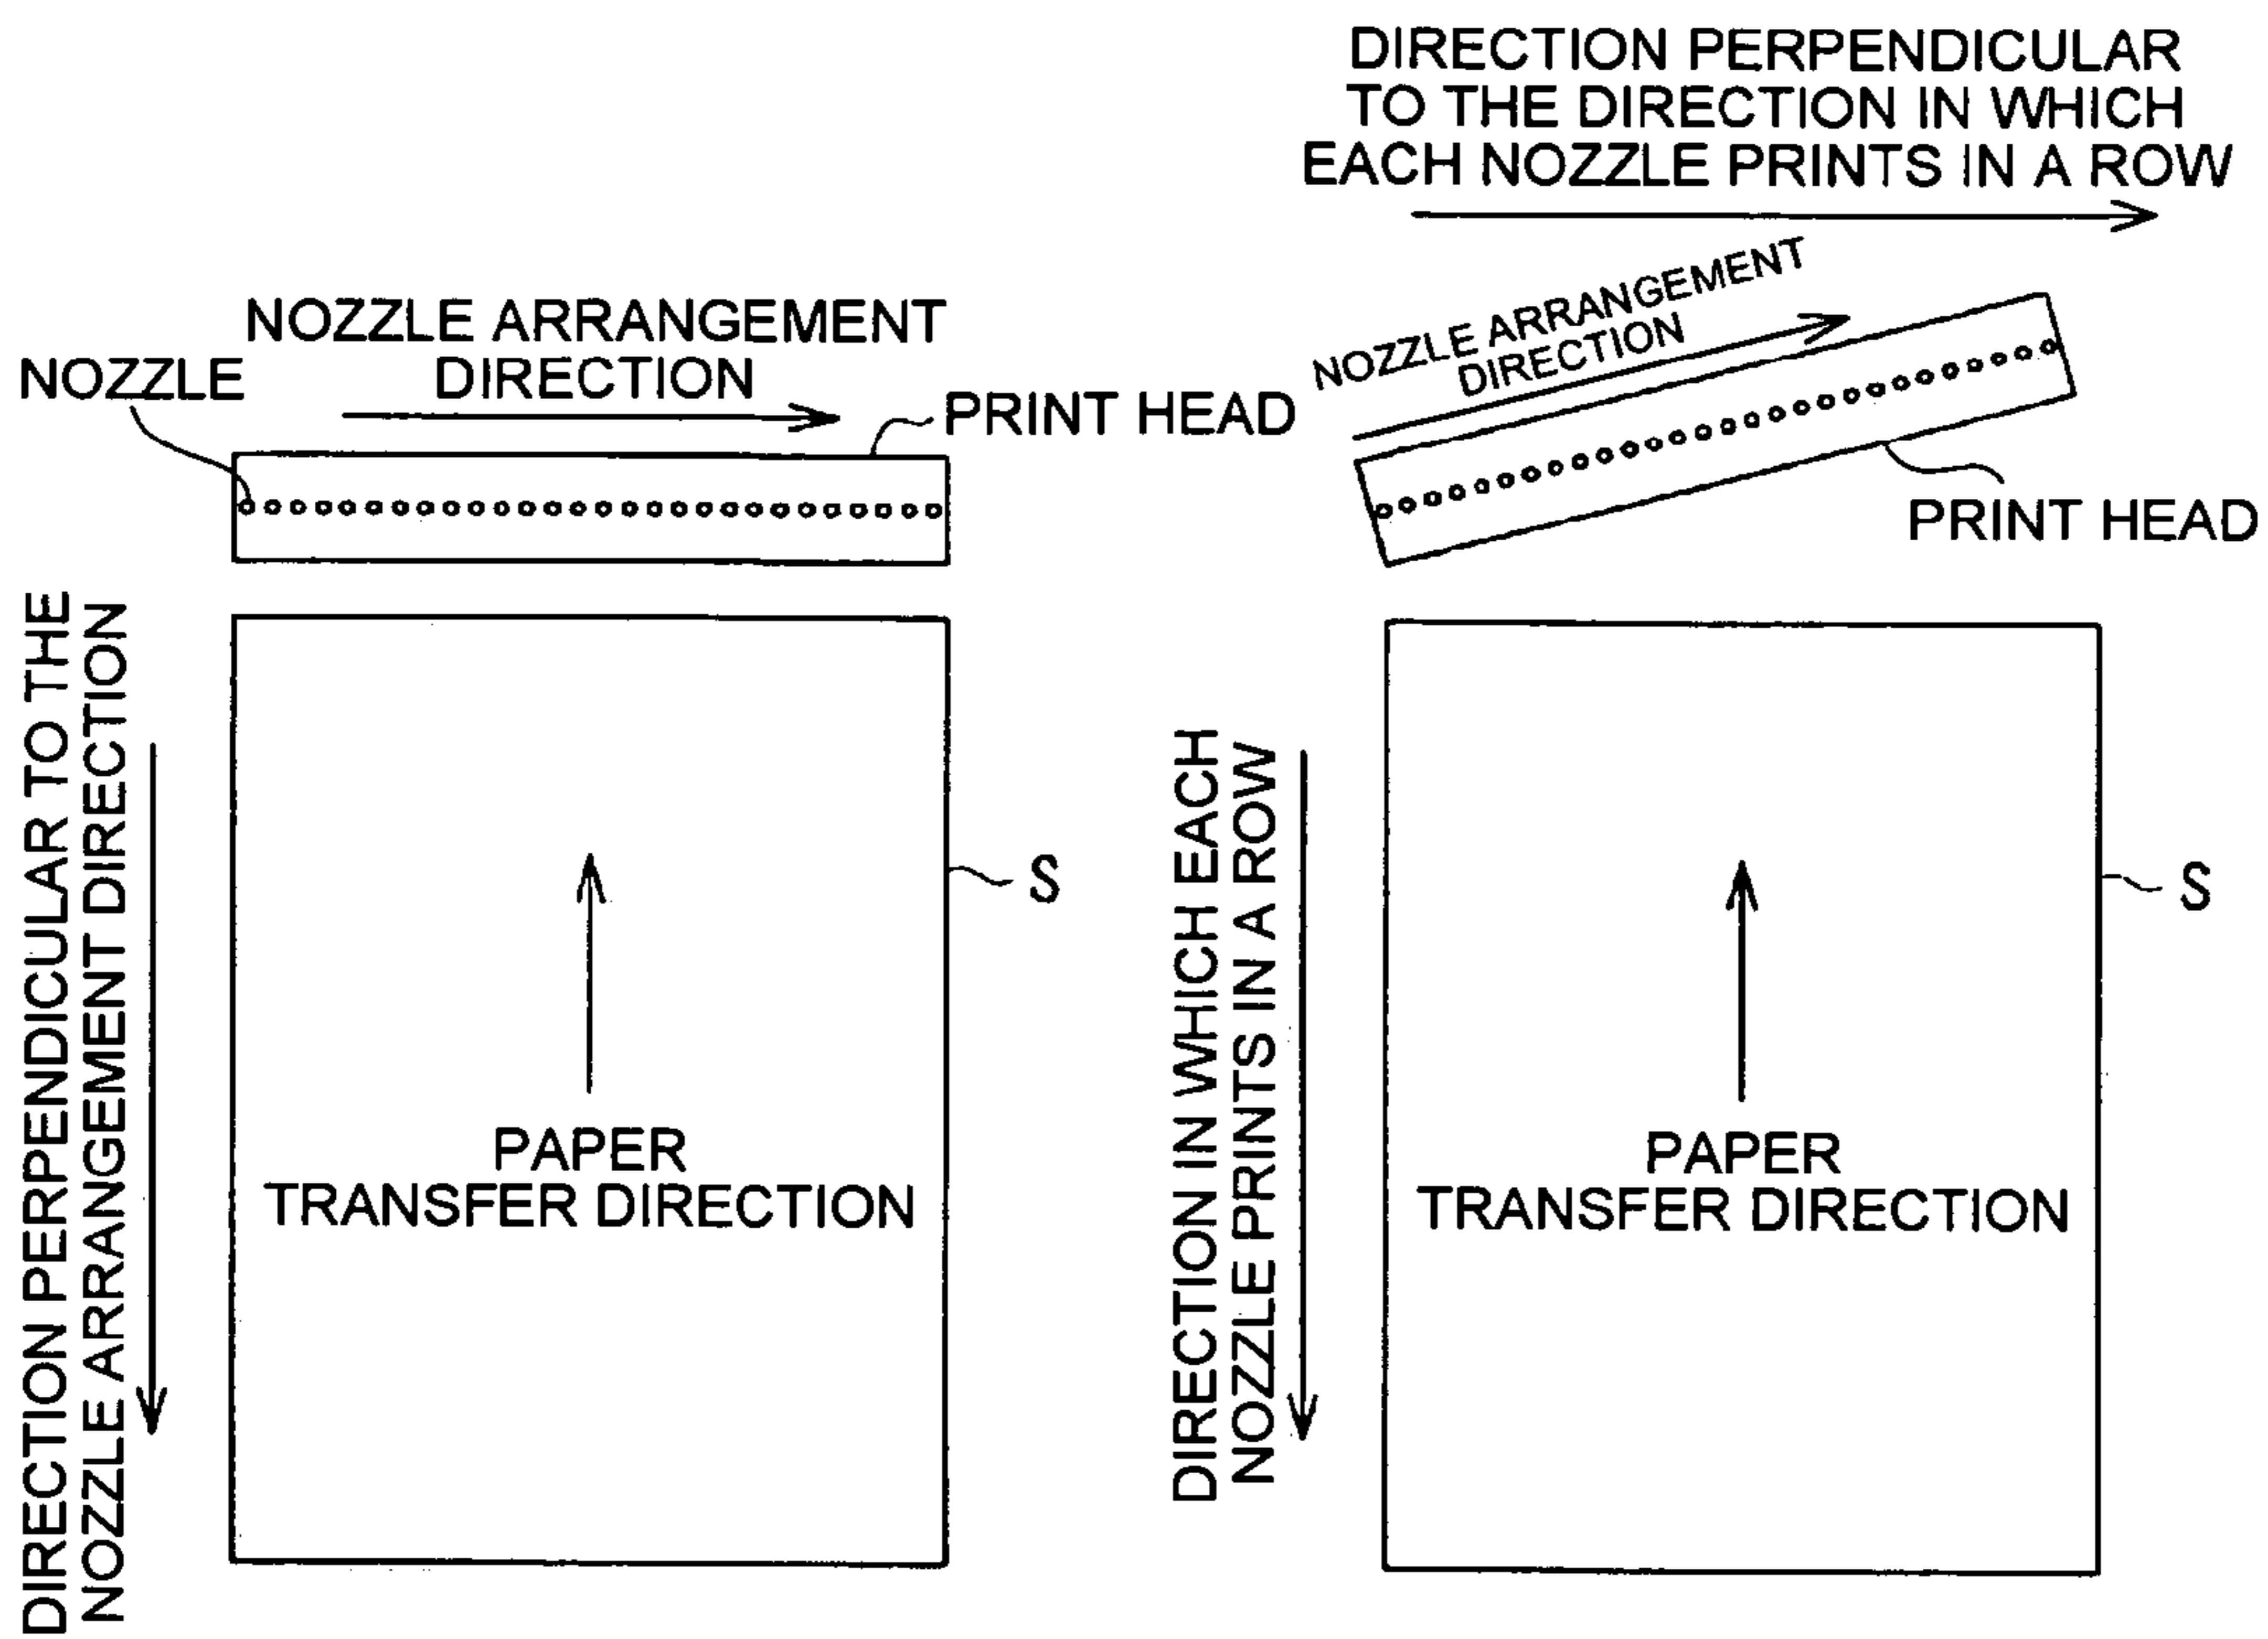 NOZZLE ARRANGEMENT
DIRECTION
NOZZLE
PRINT HEAD
DIRECTION PERPENDICULAR TO THE
NOZZLE ARRANGEMENT DIRECTION
S
PAPER
TRANSFER DIRECTION
DIRECTION PERPENDICULAR
TO THE DIRECTION IN WHICH
EACH NOZZLE PRINTS IN A ROW
NOZZLE ARRANGEMENT
DIRECTION
PRINT HEAD
DIRECTION IN WHICH EACH
NOZZLE PRINTS IN A ROW
S
PAPER
TRANSFER DIRECTION